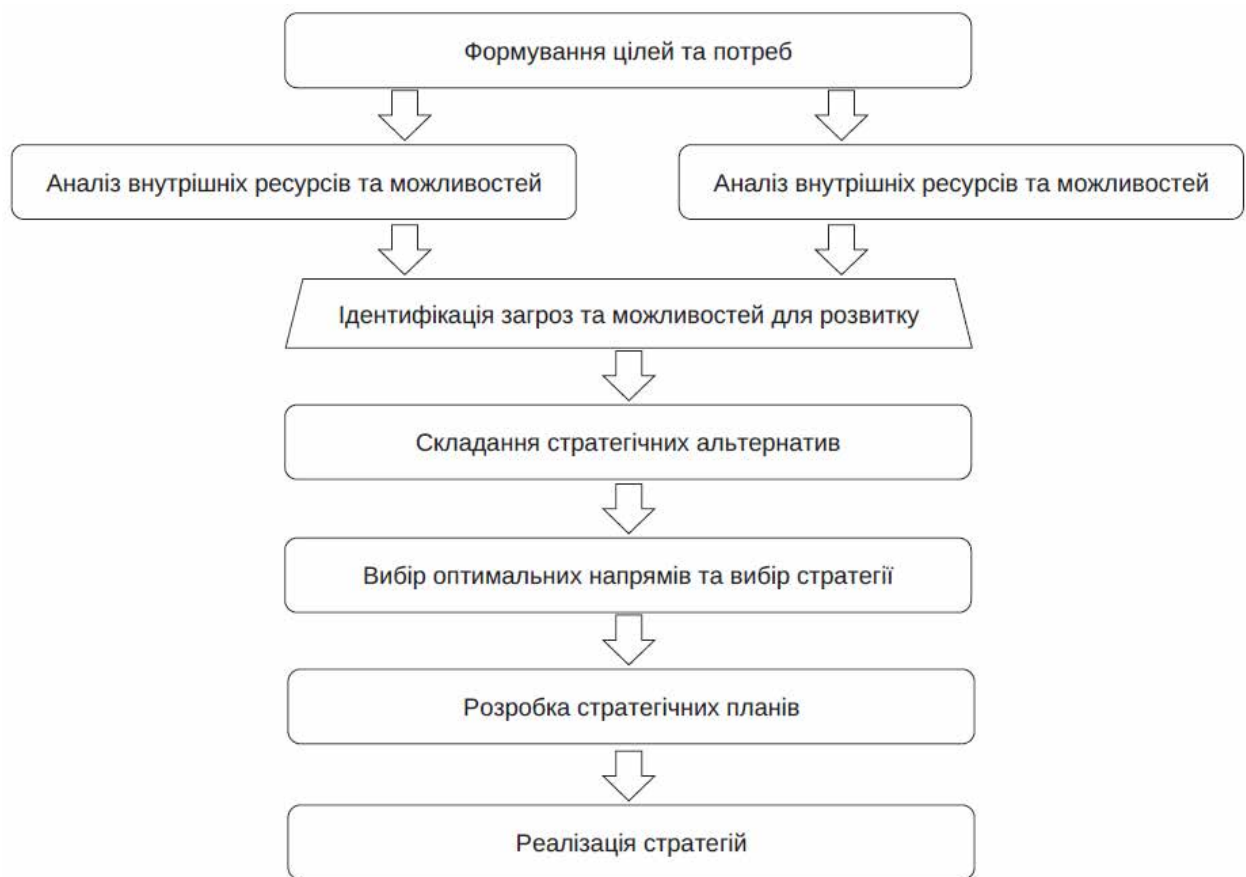 Формування цілей та потреб
Аналіз внутрішніх ресурсів та можливостей
Аналіз внутрішніх ресурсів та можливостей
Ідентифікація загроз та можливостей для розвитку
Складання стратегічних альтернатив
Вибір оптимальних напрямів та вибір стратегії
Розробка стратегічних планів
Реалізація стратегій